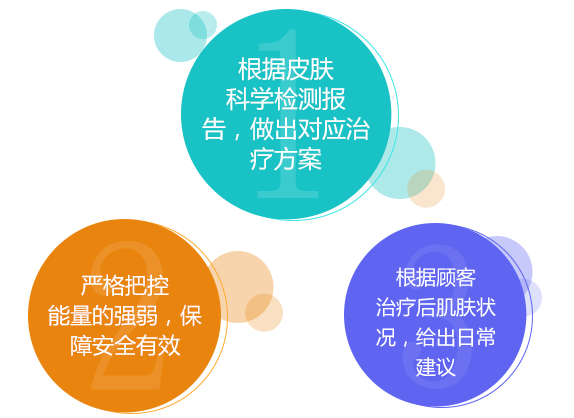 1
根据皮肤
科学检测报
告，做出对应治
疗方案
2
严格把控
能量的强弱，保
障安全有效
3
根据顾客
治疗后肌肤状
况，给出日常
建议